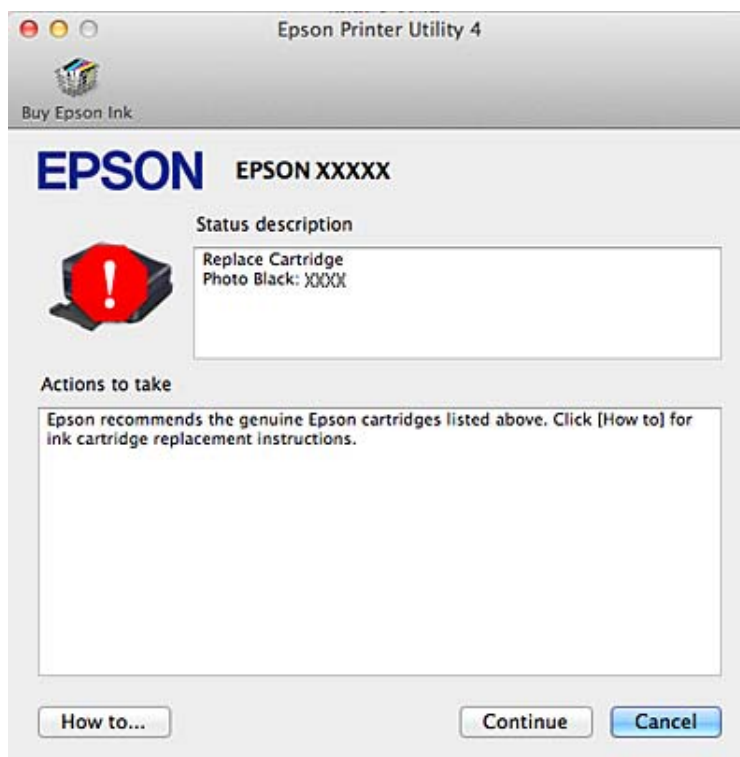 Epson Printer Utility 4
Buy Epson Ink
EPSON EPSON XXXXX
Status description
Replace Cartridge
Photo Black: XXXX
!
Actions to take
Epson recommends the genuine Epson cartridges listed above. Click [How to] for
ink cartridge replacement instructions.
How to... Continue Cancel